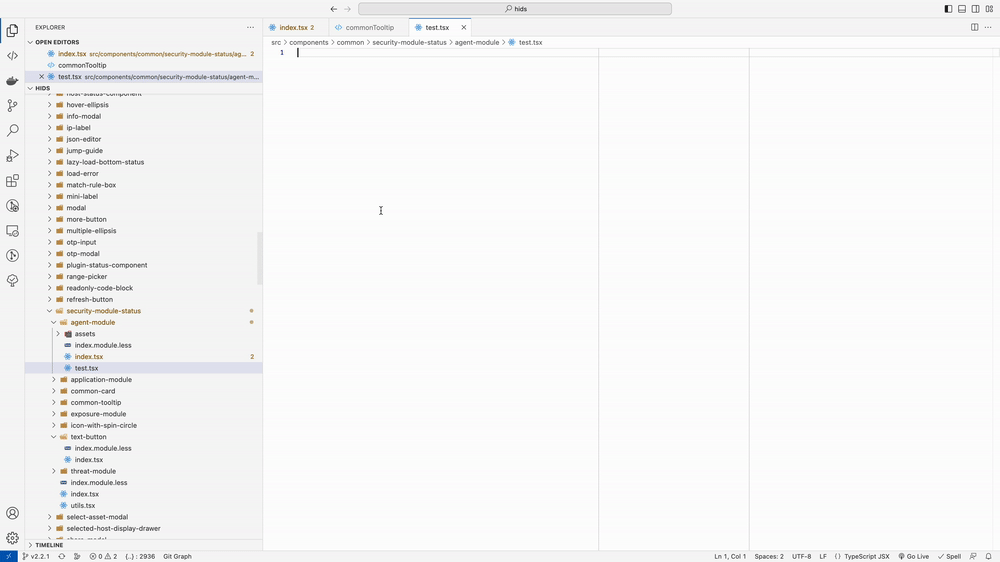 hids
EXPLORER
OPEN EDITORS
index.tsx src/components/common/security-module-status/ag... 2
commonTooltip
test.tsx src/components/common/security-module-status/agent-m...
HIDS
host-status-component
hover-ellipsis
info-modal
ip-label
json-editor
jump-guide
lazy-load-bottom-status
load-error
match-rule-box
mini-label
modal
more-button
multiple-ellipsis
otp-input
otp-modal
plugin-status-component
range-picker
readonly-code-block
refresh-button
security-module-status
agent-module
assets
index.module.less
index.tsx 2
test.tsx
application-module
common-card
common-tooltip
exposure-module
icon-with-spin-circle
text-button
index.module.less
index.tsx
threat-module
index.module.less
index.tsx
utils.tsx
select-asset-modal
selected-host-display-drawer
TIMELINE
index.tsx 2 commonTooltip test.tsx
src > components > common > security-module-status > agent-module > test.tsx
1
v2.2.1 0 2 {..} : 2936 Git Graph Ln 1, Col 1 Spaces: 2 UTF-8 LF TypeScript JSX Go Live Spell